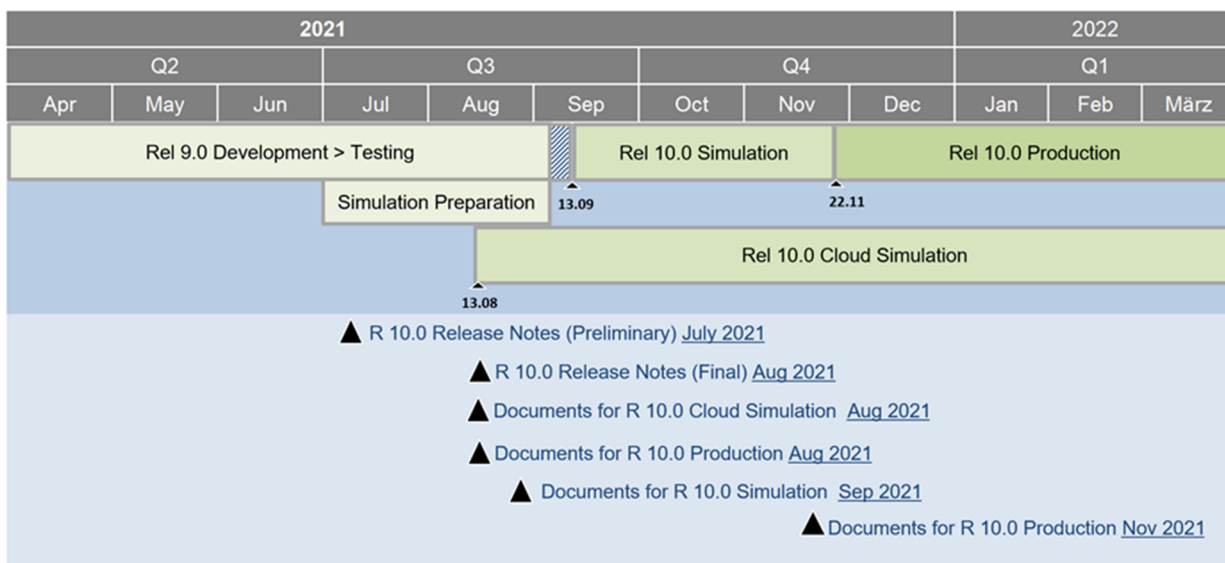 2021 2022
Q2 Q3 Q4 Q1
Apr May Jun Jul Aug Sep Oct Nov Dec Jan Feb März
Rel 9.0 Development > Testing Rel 10.0 Simulation Rel 10.0 Production
Simulation Preparation 13.09 22.11
Rel 10.0 Cloud Simulation
13.08
R 10.0 Release Notes (Preliminary) July 2021
R 10.0 Release Notes (Final) Aug 2021
Documents for R 10.0 Cloud Simulation Aug 2021
Documents for R 10.0 Production Aug 2021
Documents for R 10.0 Simulation Sep 2021
Documents for R 10.0 Production Nov 2021